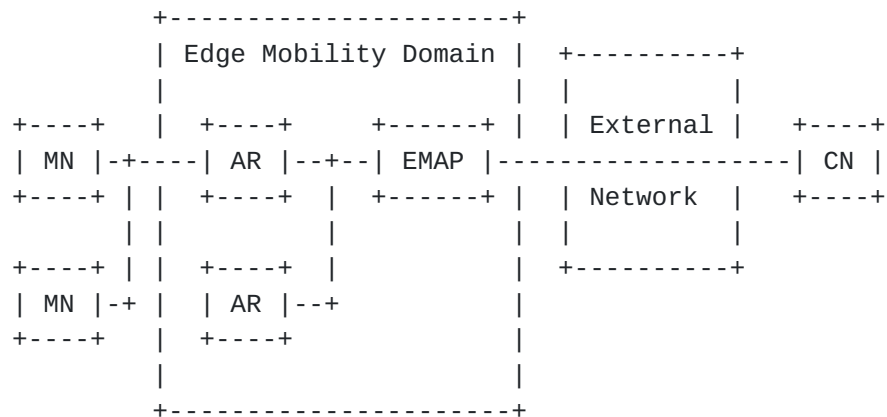 Edge Mobility Domain
External
MN AR EMAP CN
Network
MN AR